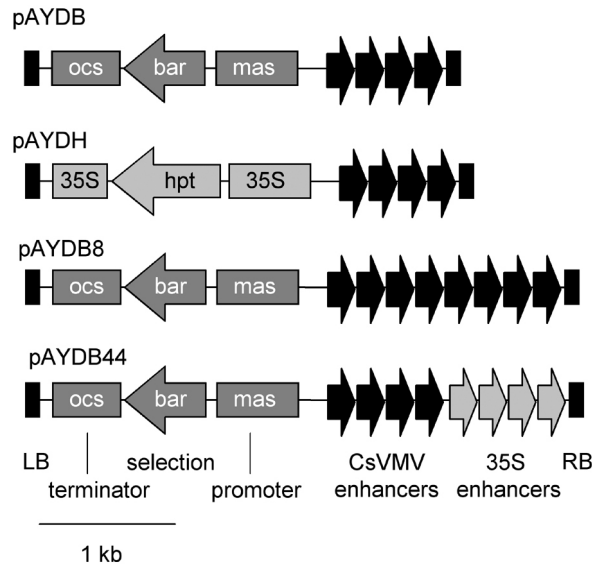 pAYDB
ocs bar mas
pAYDH
35S hpt 35S
pAYDB8
ocs bar mas
pAYDB44
ocs bar mas
LB selection CsVMV 35S RB
terminator promoter enhancers enhancers
1 kb